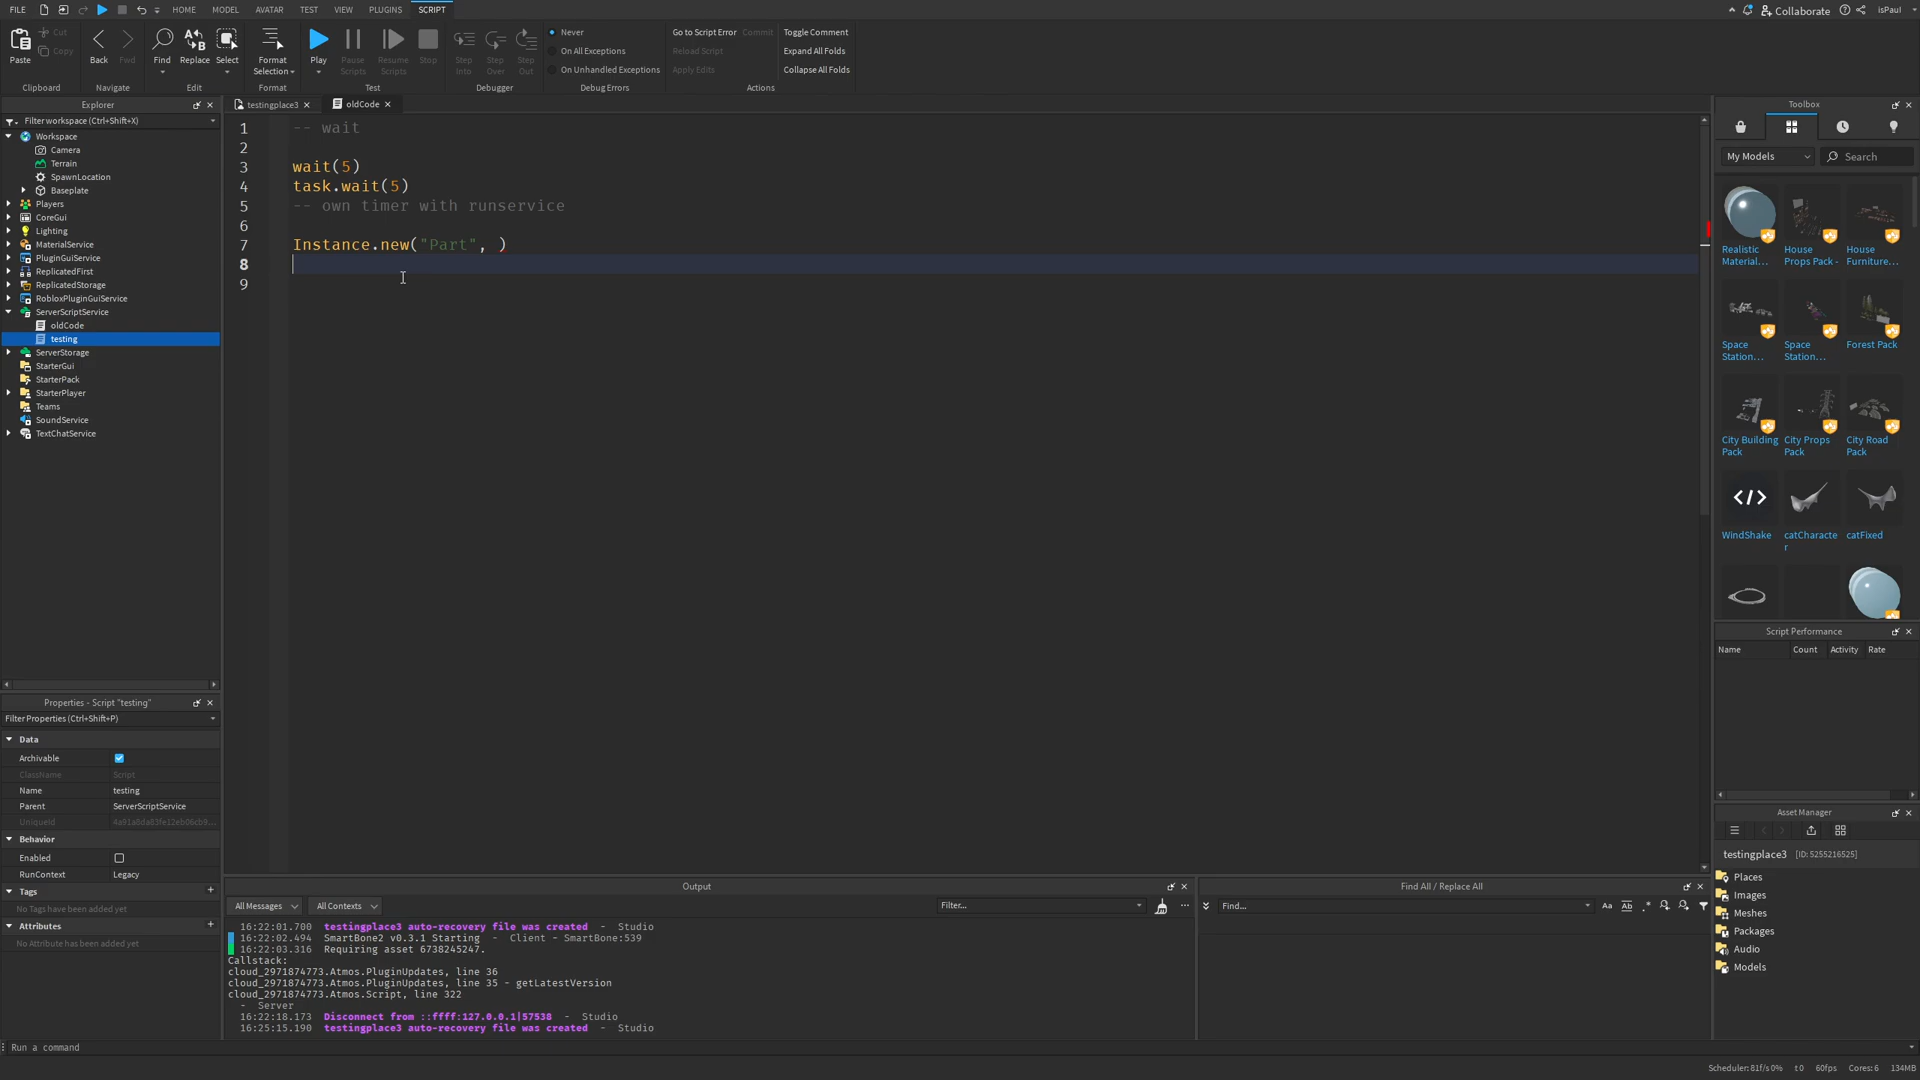 FILE HOME MODEL AVATAR TEST VIEW PLUGINS SCRIPT Collaborate isPaul
Paste Cut Copy Back Fwd Find Replace Select Format Selection Play Pause Scripts Resume Scripts Stop Step Into Step Over Step Out
Never
On All Exceptions
On Unhandled Exceptions
Go to Script Error Commit
Reload Script
Apply Edits
Toggle Comment
Expand All Folds
Collapse All Folds
Clipboard Navigate Edit Format Test Debugger Debug Errors Actions
Explorer
Filter workspace (Ctrl+Shift+X)
Workspace
Camera
Terrain
SpawnLocation
Baseplate
Players
CoreGui
Lighting
MaterialService
PluginGuiService
ReplicatedFirst
ReplicatedStorage
RobloxPluginGuiService
ServerScriptService
oldCode
testing
ServerStorage
StarterGui
StarterPack
StarterPlayer
Teams
SoundService
TextChatService
Properties - Script "testing"
Filter Properties (Ctrl+Shift+P)
Data
Archivable
ClassName Script
Name testing
Parent ServerScriptService
UniqueId 4a91a8da83fe12eb06cb9...
Behavior
Enabled
RunContext Legacy
Tags
No Tags have been added yet
Attributes
No Attribute has been added yet
testingplace3 oldCode
1 -- wait
2
3 wait(5)
4 task.wait(5)
5 -- own timer with runservice
6
7 Instance.new("Part", )
8
9
Output
All Messages All Contexts Filter...
16:22:01.700 testingplace3 auto-recovery file was created - Studio
16:22:02.494 SmartBone2 v0.3.1 Starting - Client - SmartBone:539
16:22:03.316 Requiring asset 6738245247.
Callstack:
cloud_2971874773.Atmos.PluginUpdates, line 36
cloud_2971874773.Atmos.PluginUpdates, line 35 - getLatestVersion
cloud_2971874773.Atmos.Script, line 322
- Server
16:22:18.173 Disconnect from ::ffff:127.0.0.1|57538 - Studio
16:25:15.190 testingplace3 auto-recovery file was created - Studio
Find All / Replace All
Find...
Aa Ab .*
Toolbox
My Models Search
Realistic Material... House Props Pack - House Furniture...
Space Station... Space Station... Forest Pack
City Building Pack City Props Pack City Road Pack
WindShake catCharacter catFixed
Script Performance
Name Count Activity Rate
Asset Manager
testingplace3 [ID: 5255216525]
Places
Images
Meshes
Packages
Audio
Models
Run a command
Scheduler: 81f/s 0% t 0 60fps Cores: 6 134MB